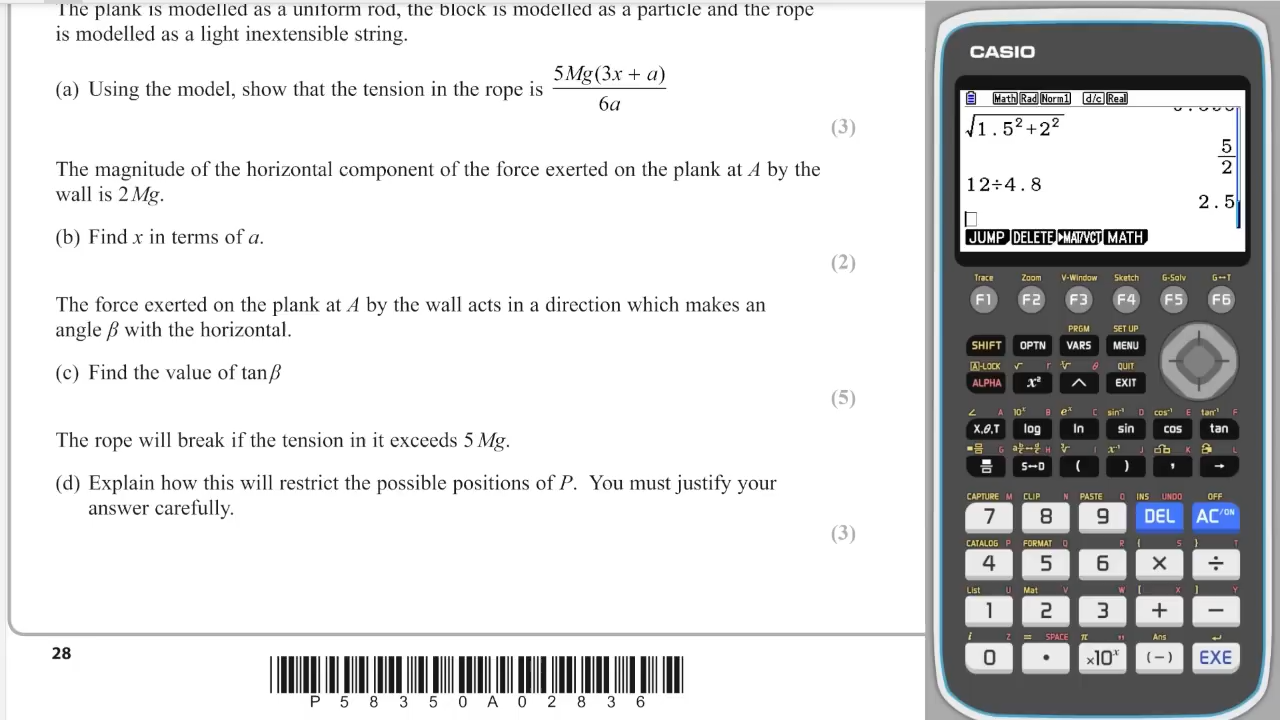 The plank is modelled as a uniform rod, the block is modelled as a particle and the rope
is modelled as a light inextensible string.
(a) Using the model, show that the tension in the rope is 5Mg(3x + a)/6a
(3)
The magnitude of the horizontal component of the force exerted on the plank at A by the
wall is 2Mg.
(b) Find x in terms of a.
(2)
The force exerted on the plank at A by the wall acts in a direction which makes an
angle β with the horizontal.
(c) Find the value of tanβ
(5)
The rope will break if the tension in it exceeds 5Mg.
(d) Explain how this will restrict the possible positions of P. You must justify your
answer carefully.
(3)
28
P 5 8 3 5 0 A 0 2 8 3 6
CASIO
Math Rad Norm1 d/c Real
√1.5²+2²
5/2
12÷4.8
2.5
JUMP DELETE ▶MAT/VCT MATH
Trace Zoom V-Window Sketch G-Solv G↔T
F1 F2 F3 F4 F5 F6
PRGM SET UP
SHIFT OPTN VARS MENU
A-LOCK √ r θ QUIT
ALPHA x² ^ EXIT
∠ A 10ˣ B eˣ C sin⁻¹ D cos⁻¹ E tan⁻¹ F
X,θ,T log ln sin cos tan
G H I x⁻¹ J K L
S↔D ( ) , →
CAPTURE M CLIP N PASTE O INS UNDO OFF
7 8 9 DEL AC/ON
CATALOG P FORMAT Q R { S } T
4 5 6 × ÷
List U Mat V W [ X ] Y
1 2 3 + −
i Z = SPACE π " Ans ↵
0 . ×10ˣ (−) EXE